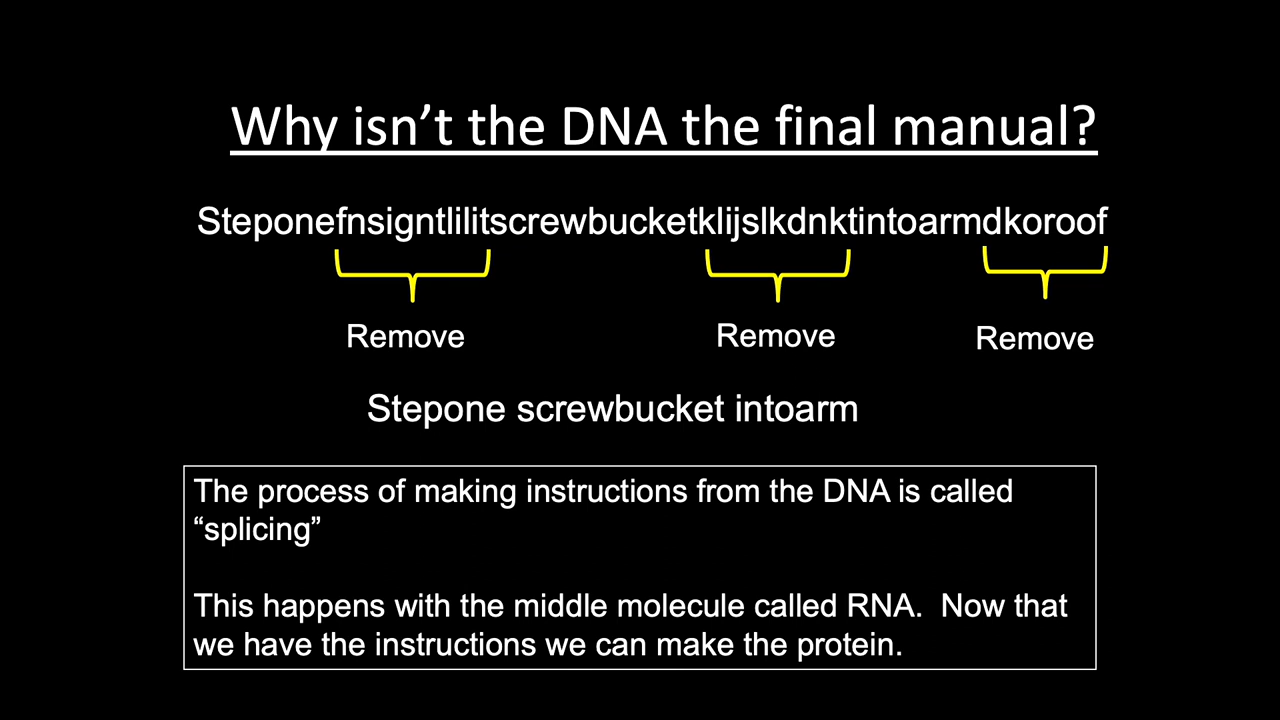 Why isn’t the DNA the final manual?
Steponefnsigntlilitscrewbucketklijslkdnktintoarmdkoroof
Remove
Remove
Remove
Stepone screwbucket intoarm
The process of making instructions from the DNA is called
“splicing”
This happens with the middle molecule called RNA.  Now that
we have the instructions we can make the protein.